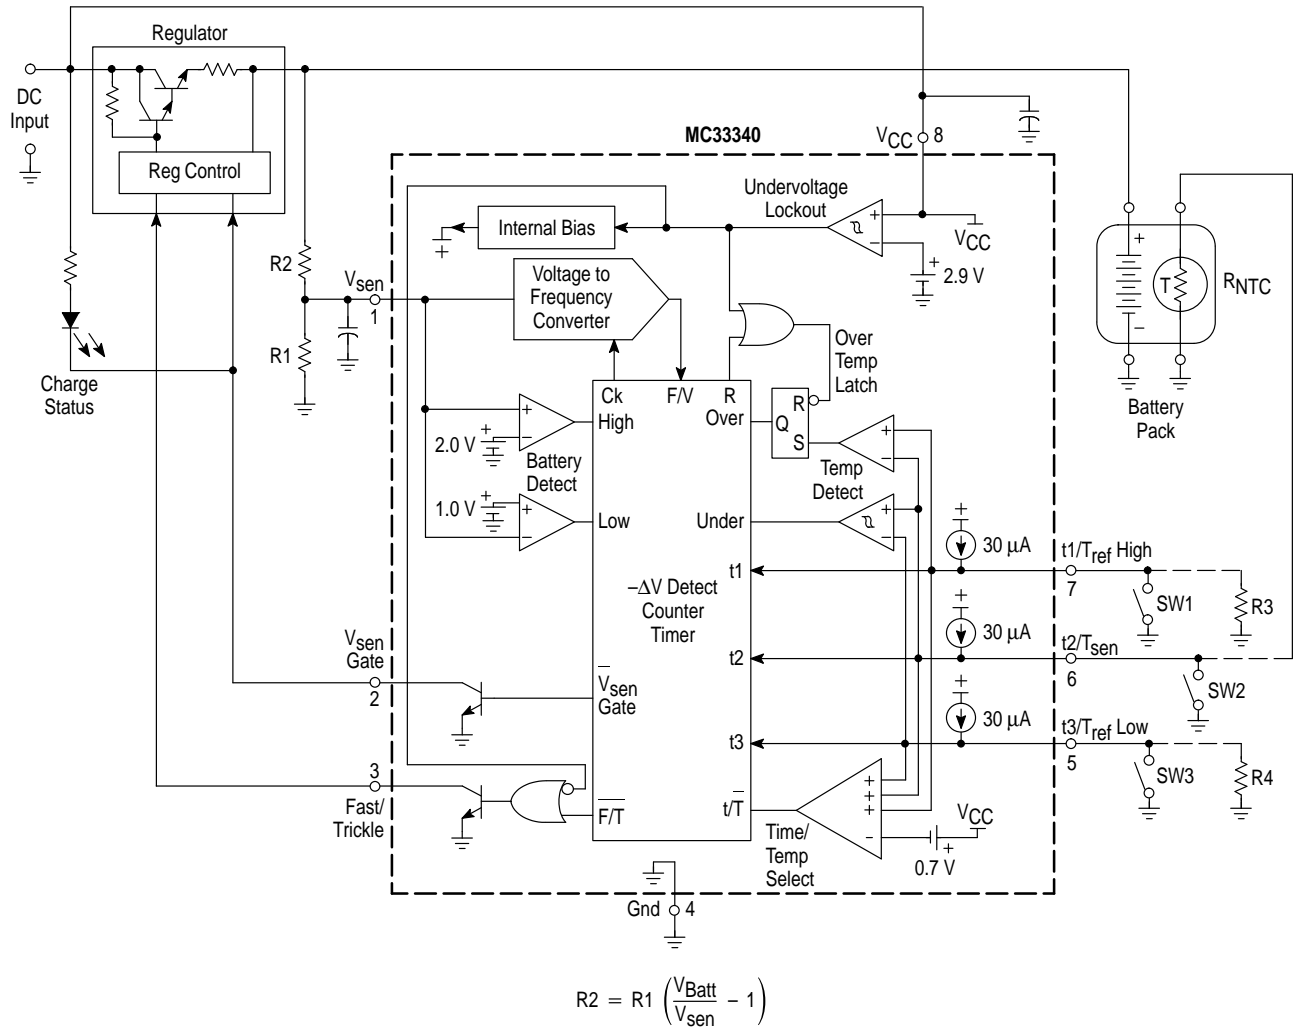 Regulator
DC
Input
Reg Control
MC33340
VCC 8
Undervoltage
Lockout
Internal Bias
VCC
2.9 V
+
−
R2
Vsen
1
Voltage to
Frequency
Converter
T
RNTC
R1
Over
Temp
Latch
Charge
Status
Battery
Pack
Ck
F/V
R
High
Over
R
Q
S
2.0 V
Battery
Detect
Temp
Detect
1.0 V
Low
Under
30 µA
t1/Tref High
7
SW1
R3
t1
−ΔV Detect
Counter
Timer
30 µA
t2/Tsen
6
SW2
t2
Vsen
Gate
2
V̅sen
Gate
30 µA
t3/Tref Low
5
SW3
R4
t3
3
Fast/
Trickle
F̅/̅T̅
t/T̅
Time/
Temp
Select
VCC
0.7 V
Gnd 4
R2 = R1 (VBatt/Vsen − 1)